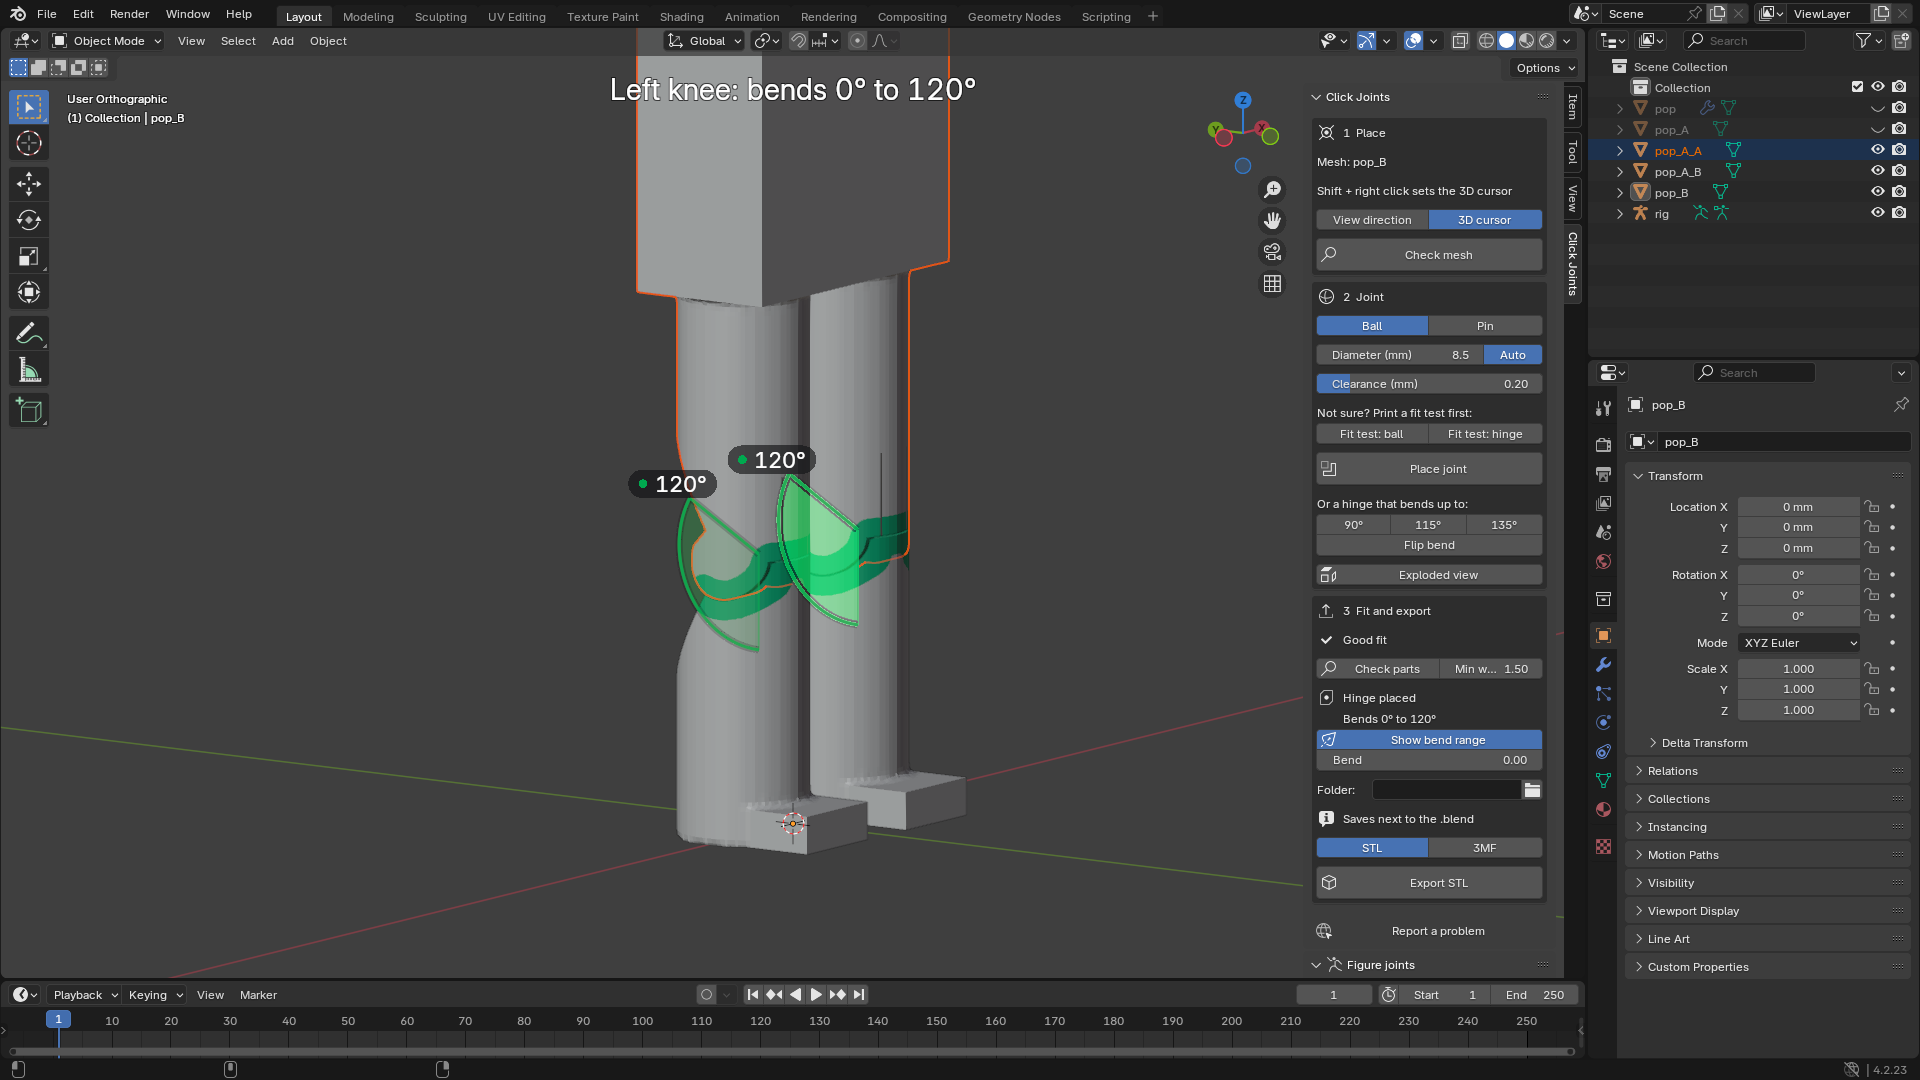 File Edit Render Window Help Layout Modeling Sculpting UV Editing Texture Paint Shading Animation Rendering Compositing Geometry Nodes Scripting Scene ViewLayer
Object Mode View Select Add Object Global Search
Options
User Orthographic
(1) Collection | pop_B
Left knee: bends 0° to 120°
Z
Y
X
120°
120°
Click Joints
1 Place
Mesh: pop_B
Shift + right click sets the 3D cursor
View direction 3D cursor
Check mesh
2 Joint
Ball Pin
Diameter (mm) 8.5 Auto
Clearance (mm) 0.20
Not sure? Print a fit test first:
Fit test: ball Fit test: hinge
Place joint
Or a hinge that bends up to:
90° 115° 135°
Flip bend
Exploded view
3 Fit and export
Good fit
Check parts Min w... 1.50
Hinge placed
Bends 0° to 120°
Show bend range
Bend 0.00
Folder:
Saves next to the .blend
STL 3MF
Export STL
Report a problem
Figure joints
Item
Tool
View
Click Joints
Scene Collection
Collection
pop
pop_A
pop_A_A
pop_A_B
pop_B
rig
Search
pop_B
pop_B
Transform
Location X 0 mm
Y 0 mm
Z 0 mm
Rotation X 0°
Y 0°
Z 0°
Mode XYZ Euler
Scale X 1.000
Y 1.000
Z 1.000
Delta Transform
Relations
Collections
Instancing
Motion Paths
Visibility
Viewport Display
Line Art
Custom Properties
Playback Keying View Marker 1 Start 1 End 250
1 10 20 30 40 50 60 70 80 90 100 110 120 130 140 150 160 170 180 190 200 210 220 230 240 250
4.2.23